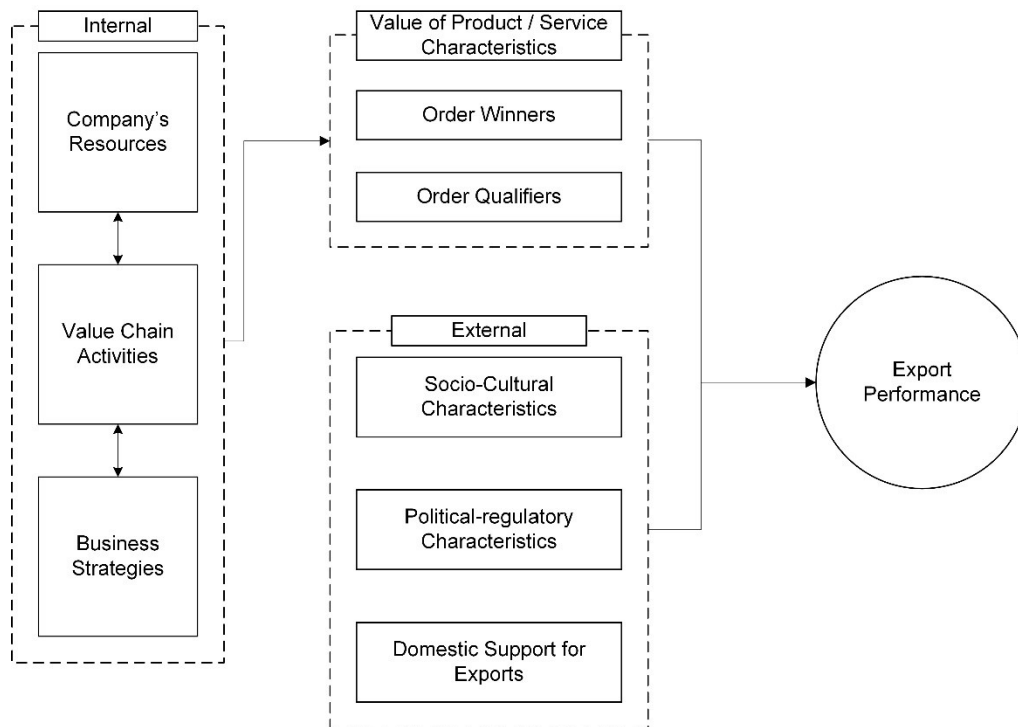 Internal
Company’s
Resources
Value Chain
Activities
Business
Strategies
Value of Product / Service
Characteristics
Order Winners
Order Qualifiers
External
Socio-Cultural
Characteristics
Political-regulatory
Characteristics
Domestic Support for
Exports
Export
Performance